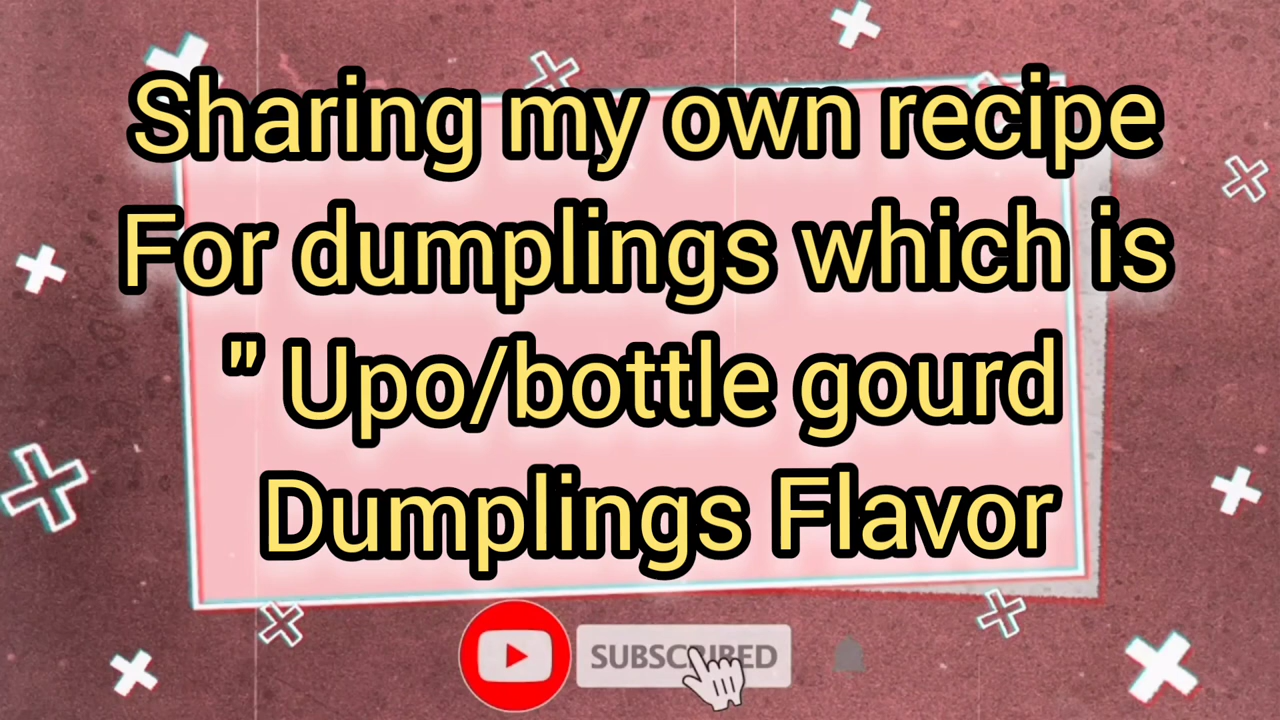 Sharing my own recipe
For dumplings which is
" Upo/bottle gourd
Dumplings Flavor
SUBSCRIBED